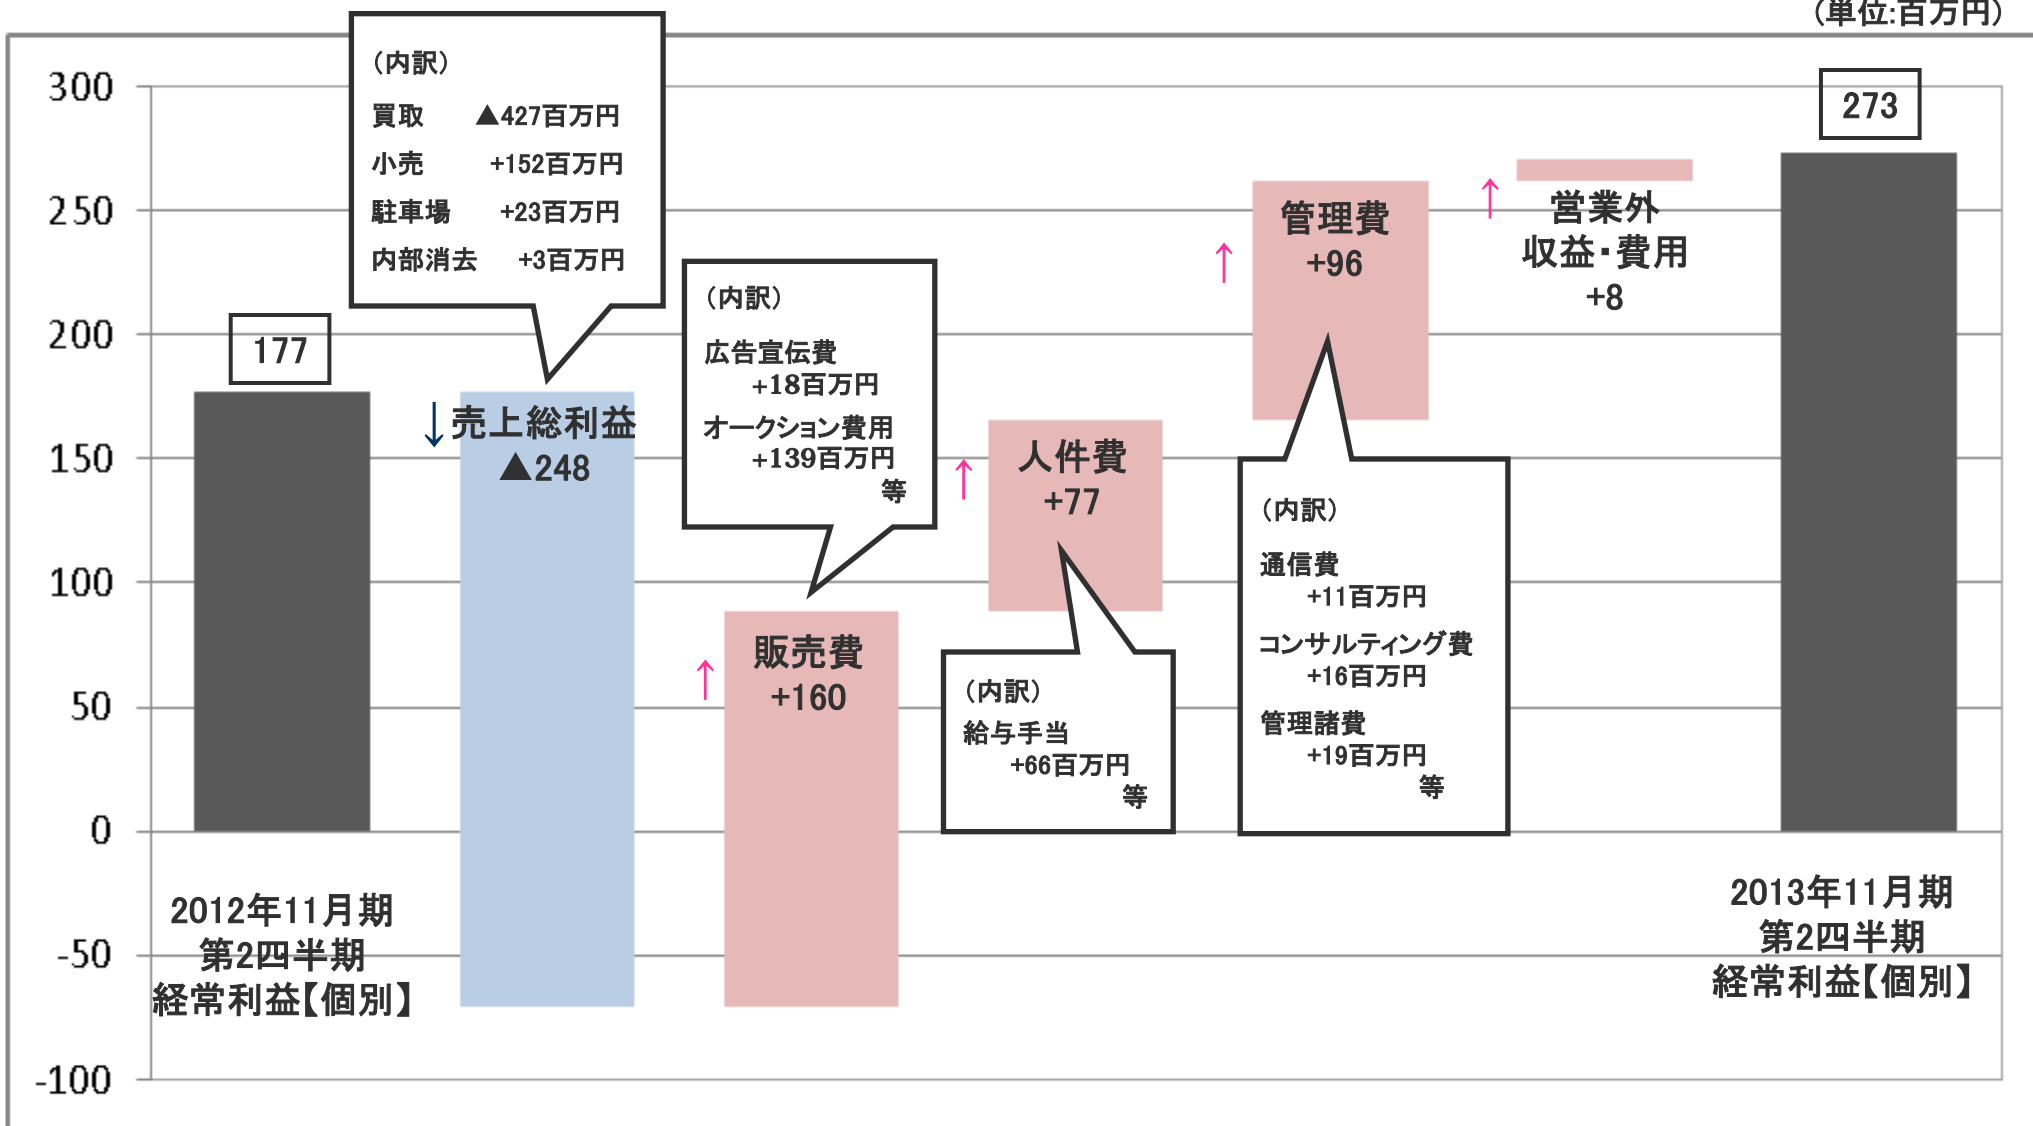 （単位:百万円）
300
250
200
150
100
50
0
-50
-100
177
2012年11月期
第2四半期
経常利益【個別】
（内訳）
買取 ▲427百万円
小売 +152百万円
駐車場 +23百万円
内部消去 +3百万円
↓売上総利益
▲248
（内訳）
広告宣伝費
+18百万円
オークション費用
+139百万円
等
↑
販売費
+160
↑
人件費
+77
（内訳）
給与手当
+66百万円
等
↑
管理費
+96
（内訳）
通信費
+11百万円
コンサルティング費
+16百万円
管理諸費
+19百万円
等
↑
営業外
収益・費用
+8
273
2013年11月期
第2四半期
経常利益【個別】